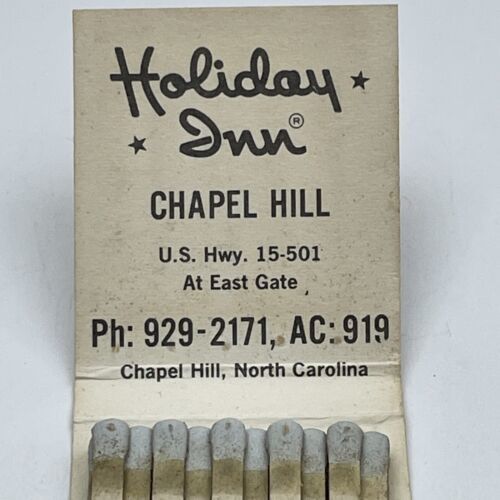 Holiday
Inn®
CHAPEL HILL
U.S. Hwy. 15-501
At East Gate
Ph: 929-2171, AC: 919
Chapel Hill, North Carolina